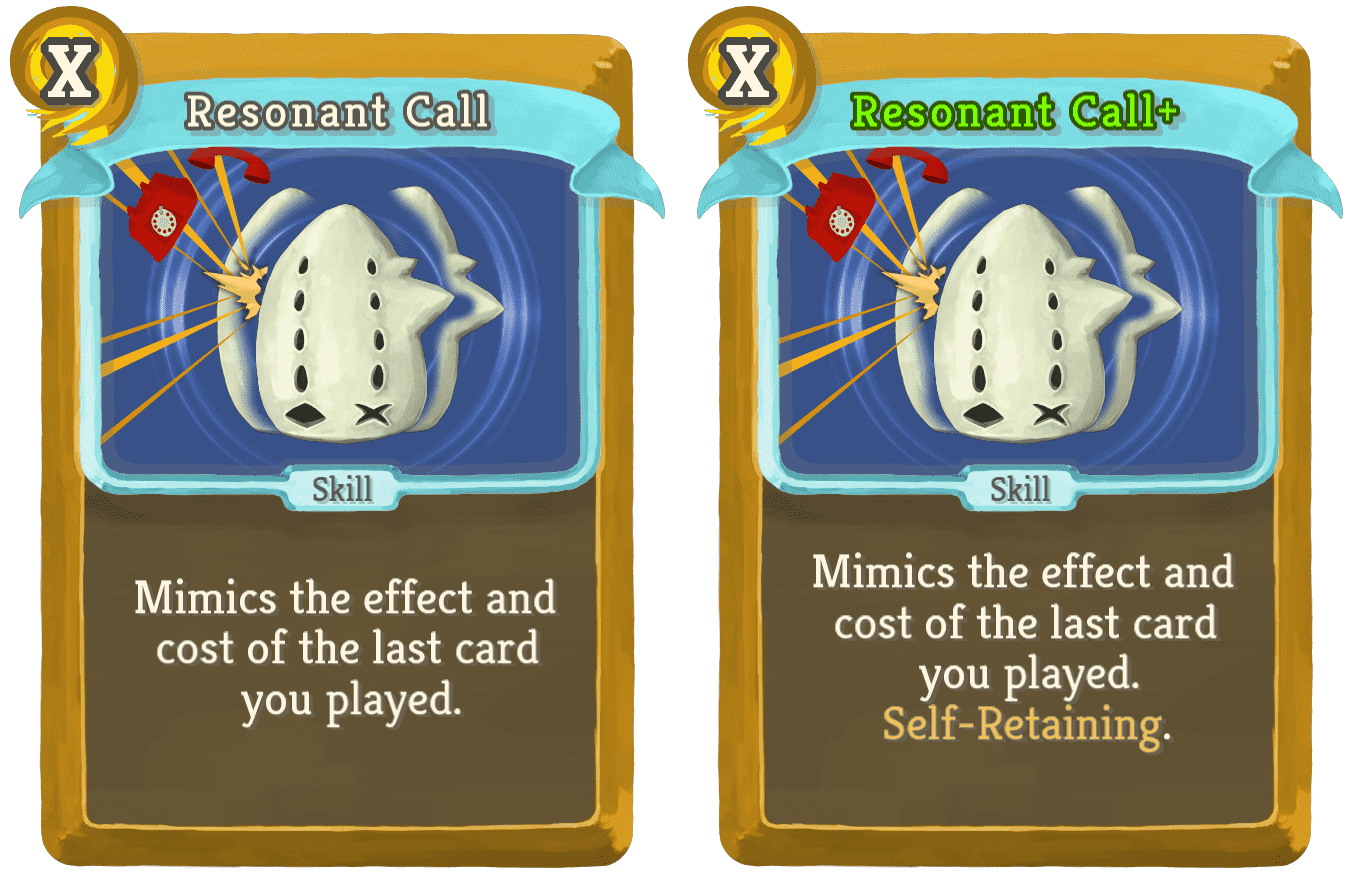 X
Resonant Call
Skill
Mimics the effect and
cost of the last card
you played.
X
Resonant Call+
Skill
Mimics the effect and
cost of the last card
you played.
Self-Retaining.